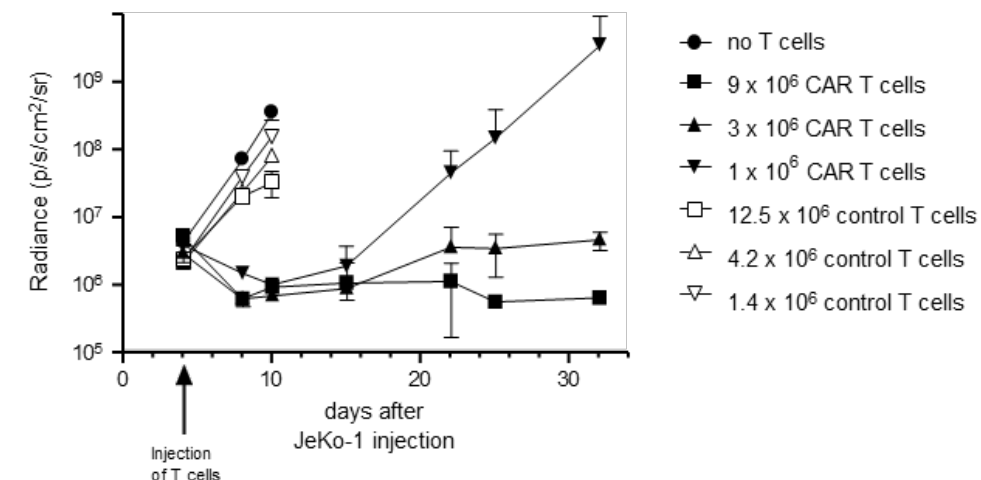 Radiance (p/s/cm²/sr)
10⁹
10⁸
10⁷
10⁶
10⁵
0
10
20
30
days after
JeKo-1 injection
Injection
of T cells
no T cells
9 x 10⁶ CAR T cells
3 x 10⁶ CAR T cells
1 x 10⁶ CAR T cells
12.5 x 10⁶ control T cells
4.2 x 10⁶ control T cells
1.4 x 10⁶ control T cells